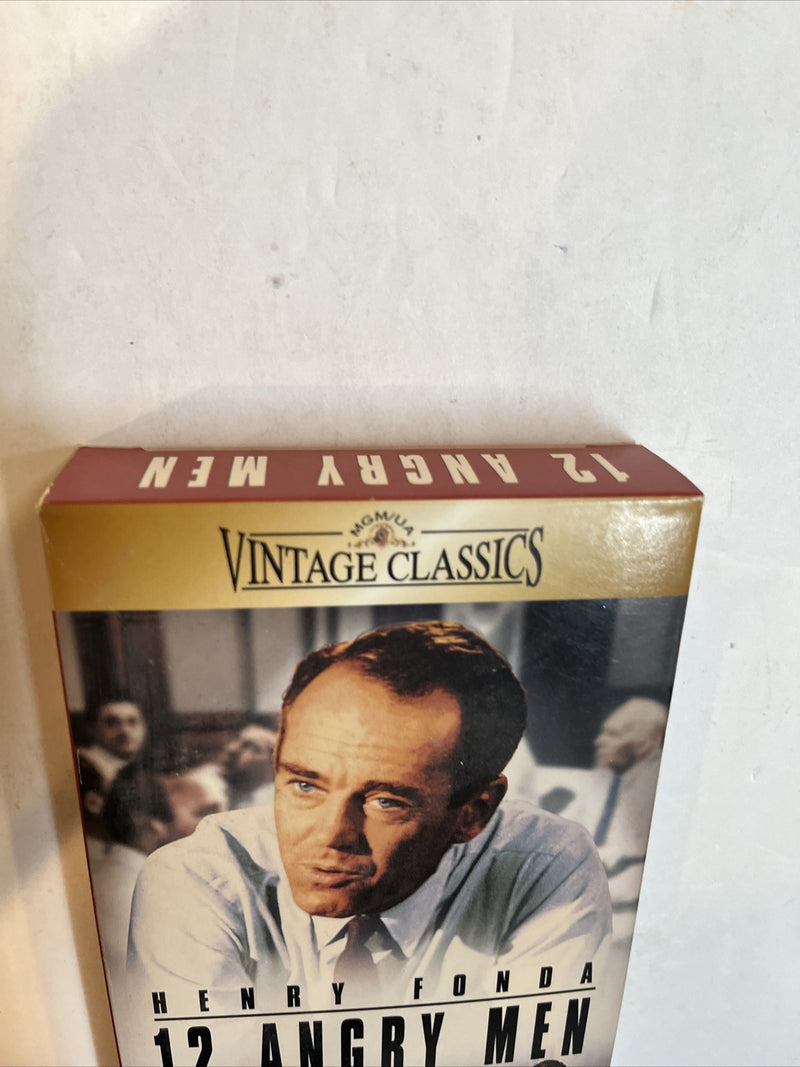 12 ANGRY MEN
MGM/UA
VINTAGE CLASSICS
HENRY FONDA
12 ANGRY MEN